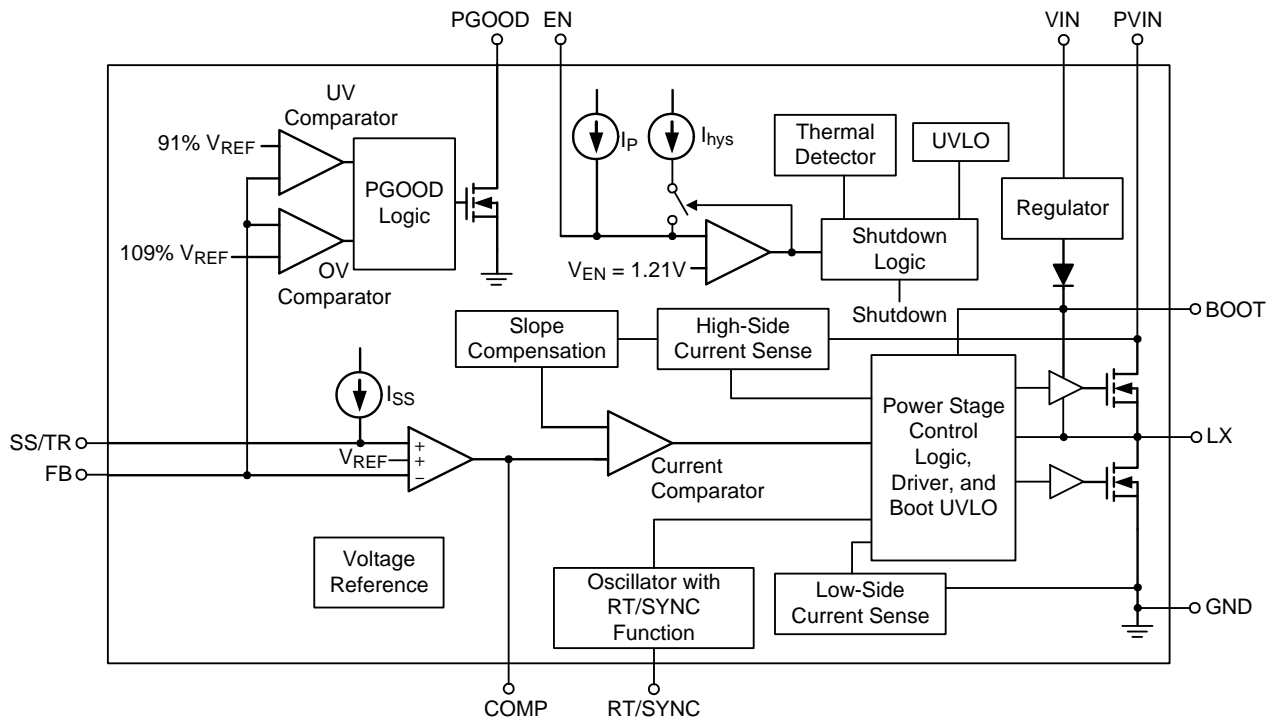 PGOOD
EN
VIN
PVIN
UV
Comparator
91% VREF
PGOOD
Logic
109% VREF
OV
Comparator
IP
Ihys
Thermal
Detector
UVLO
Regulator
Shutdown
Logic
VEN = 1.21V
Shutdown
BOOT
Slope
Compensation
High-Side
Current Sense
ISS
Power Stage
Control
Logic,
Driver, and
Boot UVLO
SS/TR
FB
VREF
+
+
−
Current
Comparator
LX
Voltage
Reference
Oscillator with
RT/SYNC
Function
Low-Side
Current Sense
GND
COMP
RT/SYNC